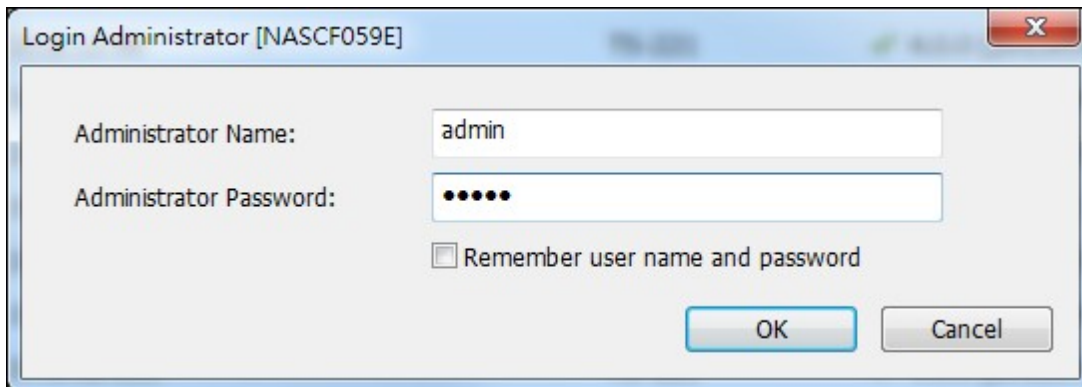 Login Administrator [NASCF059E]
Administrator Name:
admin
Administrator Password:
•••••
Remember user name and password
OK
Cancel